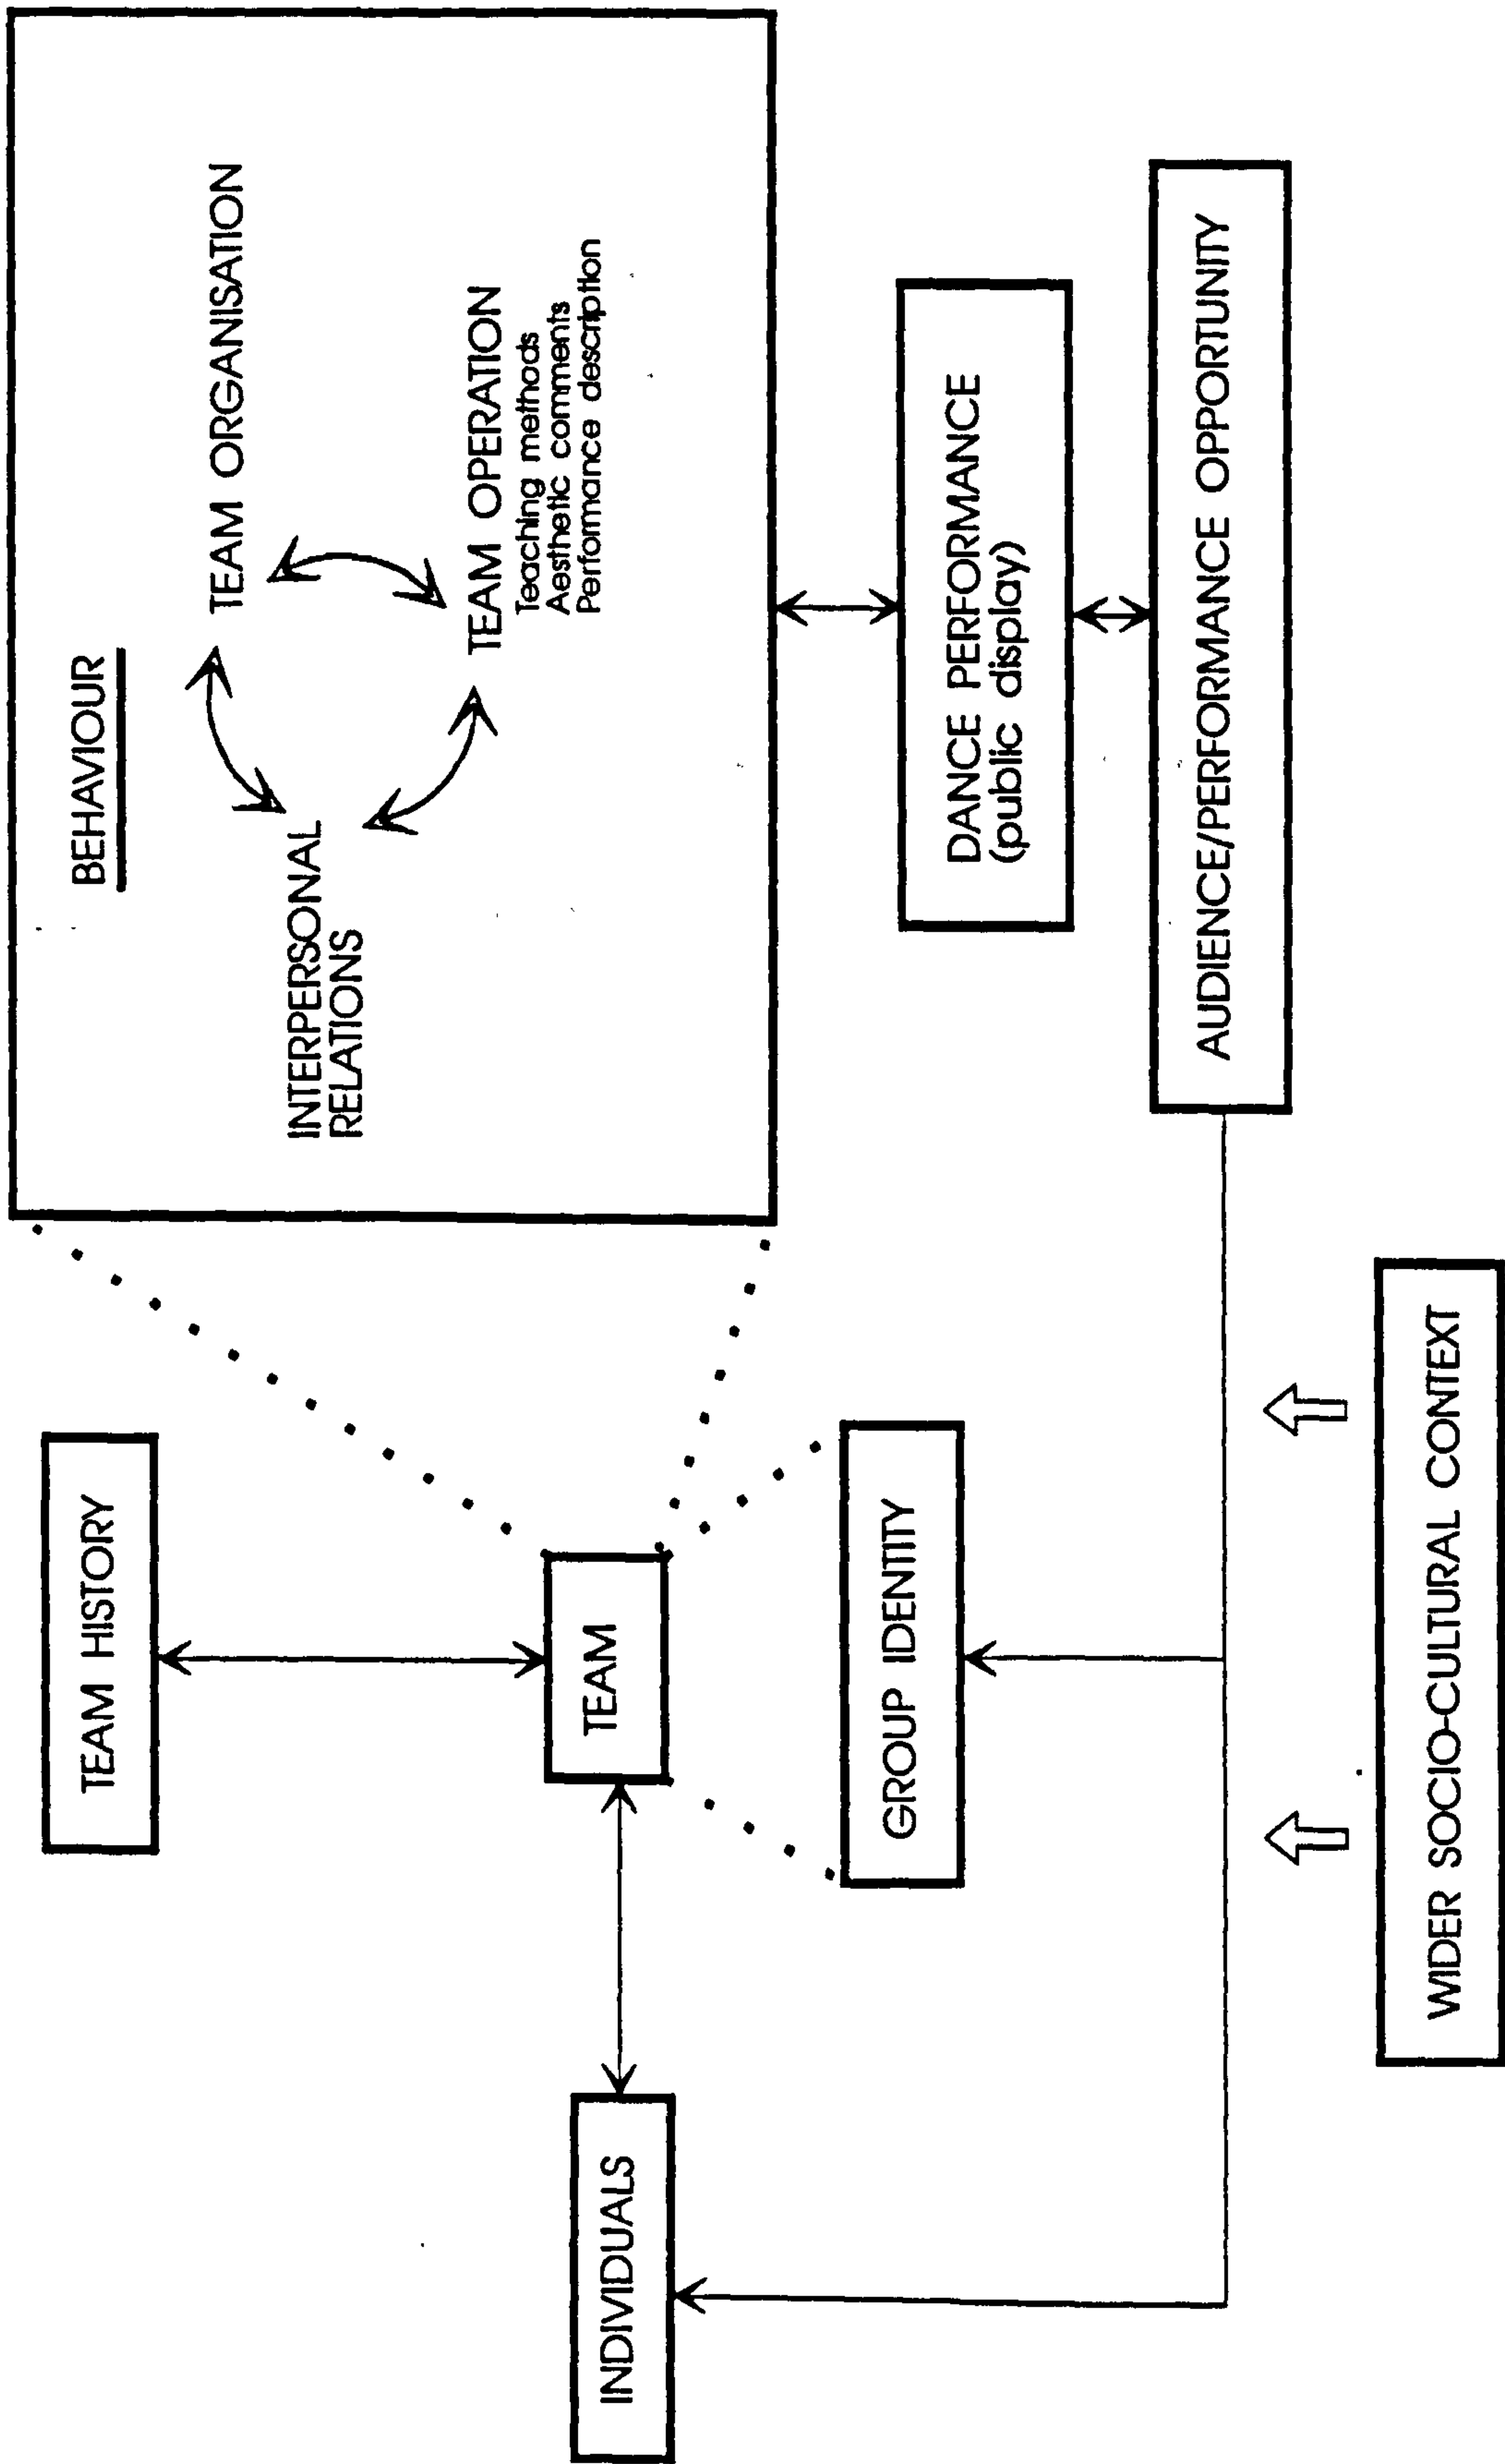 TEAM HISTORY
BEHAVIOUR
TEAM ORGANISATION
INTERPERSONAL
RELATIONS
TEAM OPERATION
Teaching methods
Aesthetic comments
Performance description
INDIVIDUALS
TEAM
GROUP IDENTITY
DANCE PERFORMANCE
(public display)
AUDIENCE/PERFORMANCE OPPORTUNITY
WIDER SOCIO-CULTURAL CONTEXT